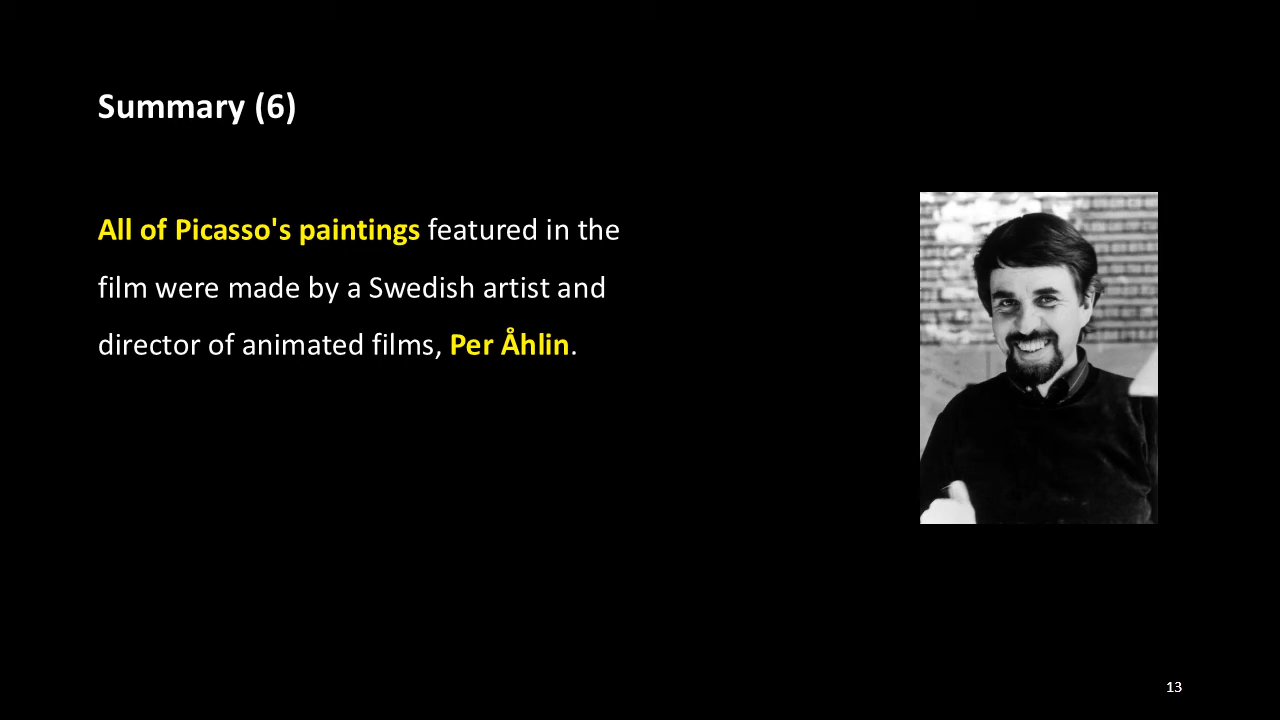 Summary (6)
All of Picasso's paintings featured in the
film were made by a Swedish artist and
director of animated films, Per Åhlin.
13